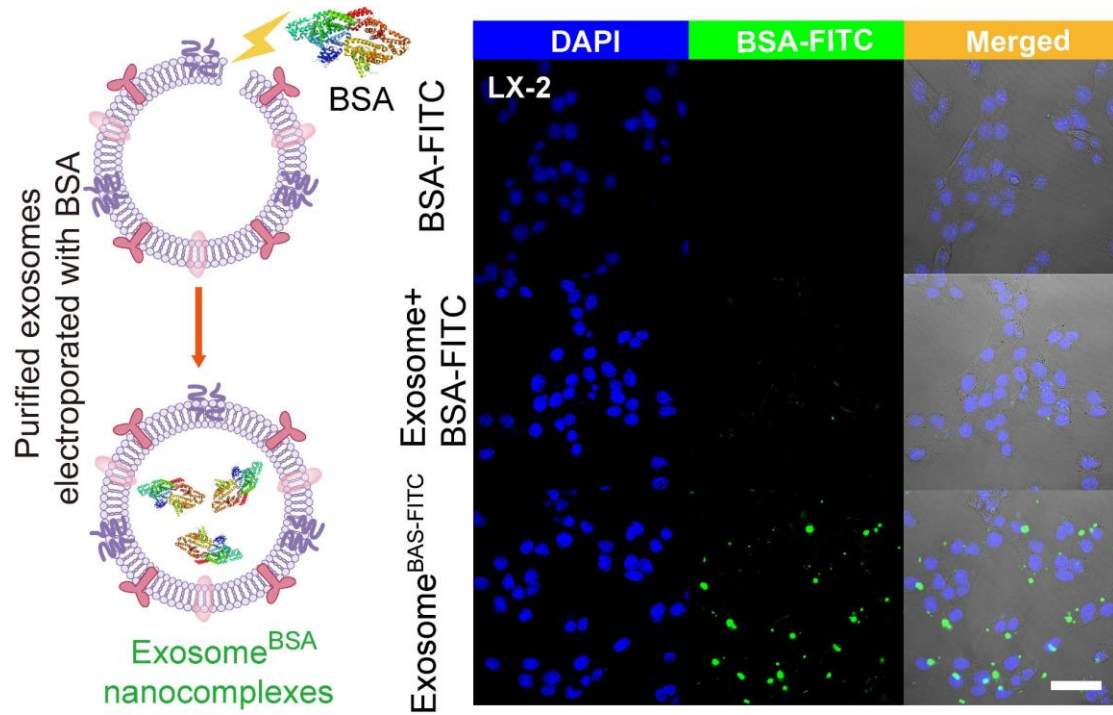 BSA
Purified exosomes
electroporated with BSA
Exosome^BSA
nanocomplexes
DAPI
BSA-FITC
Merged
LX-2
BSA-FITC
Exosome+
BSA-FITC
Exosome^BAS-FITC